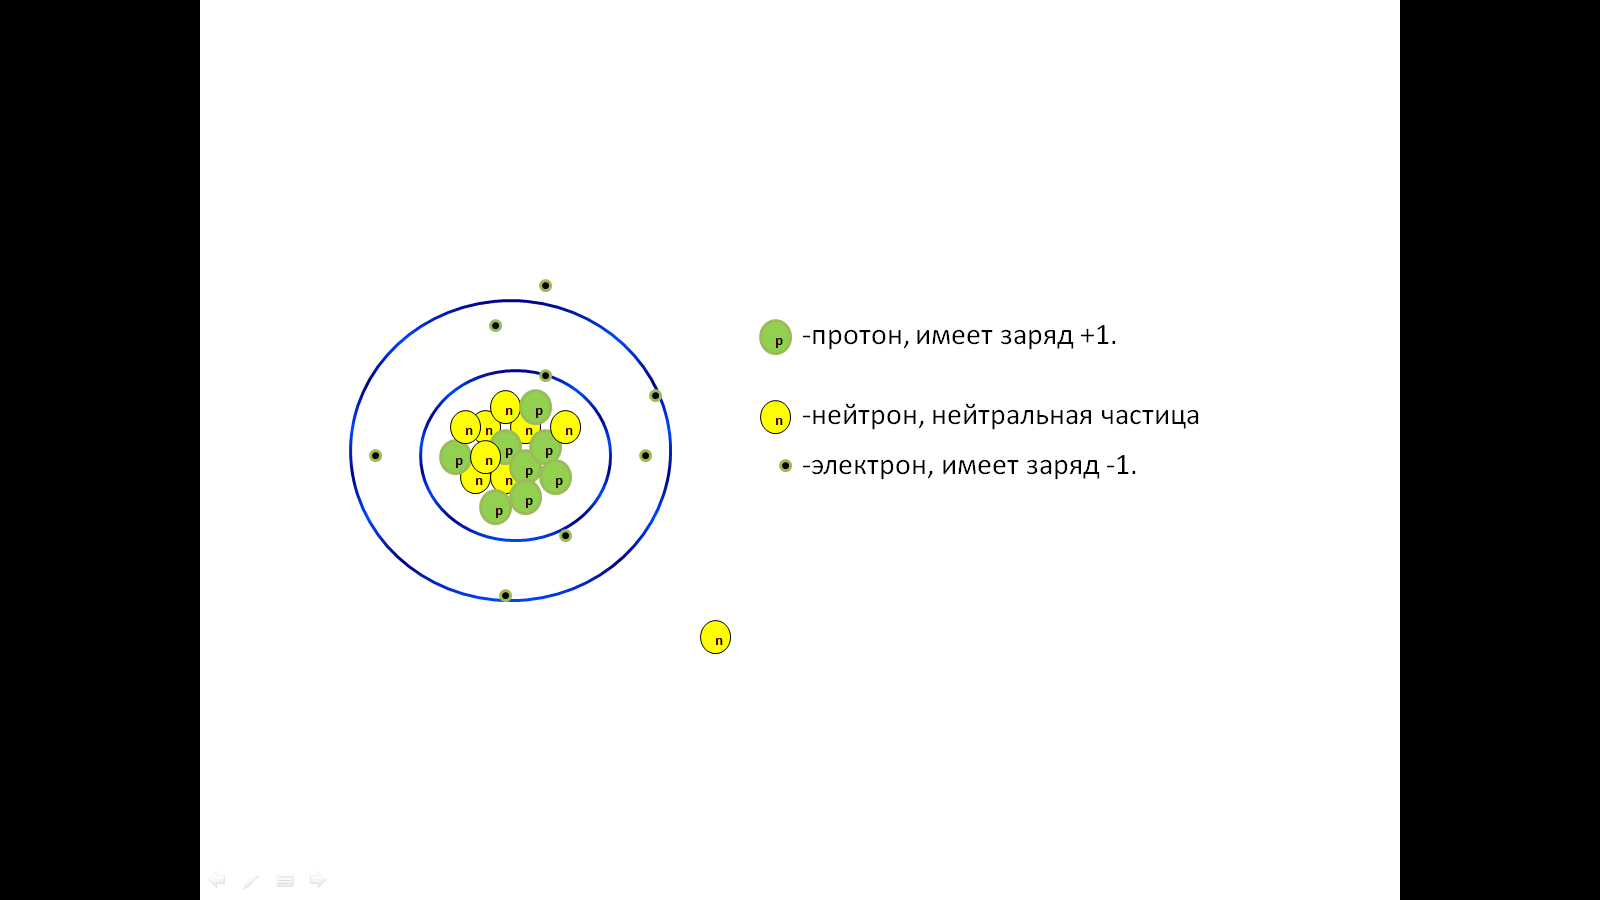 n p
n n n n
p p
p n
p
n n p
p p
n
p -протон, имеет заряд +1.
n -нейтрон, нейтральная частица
-электрон, имеет заряд -1.